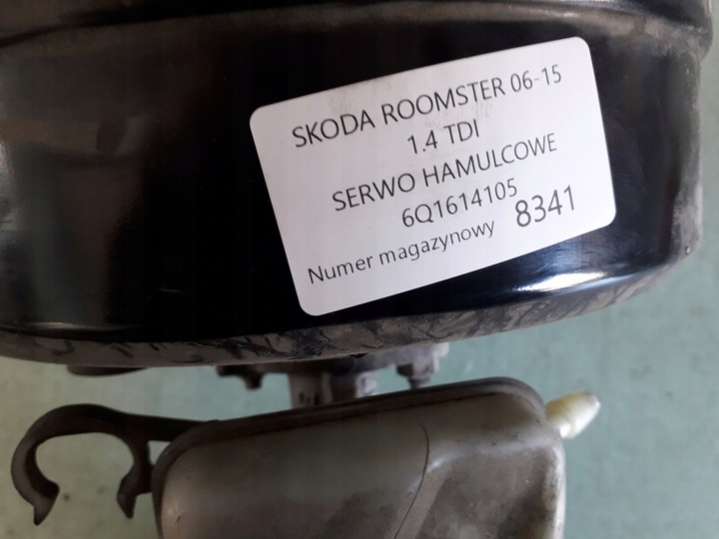 SKODA ROOMSTER 06-15
1.4 TDI
SERWO HAMULCOWE
6Q1614105
Numer magazynowy 8341